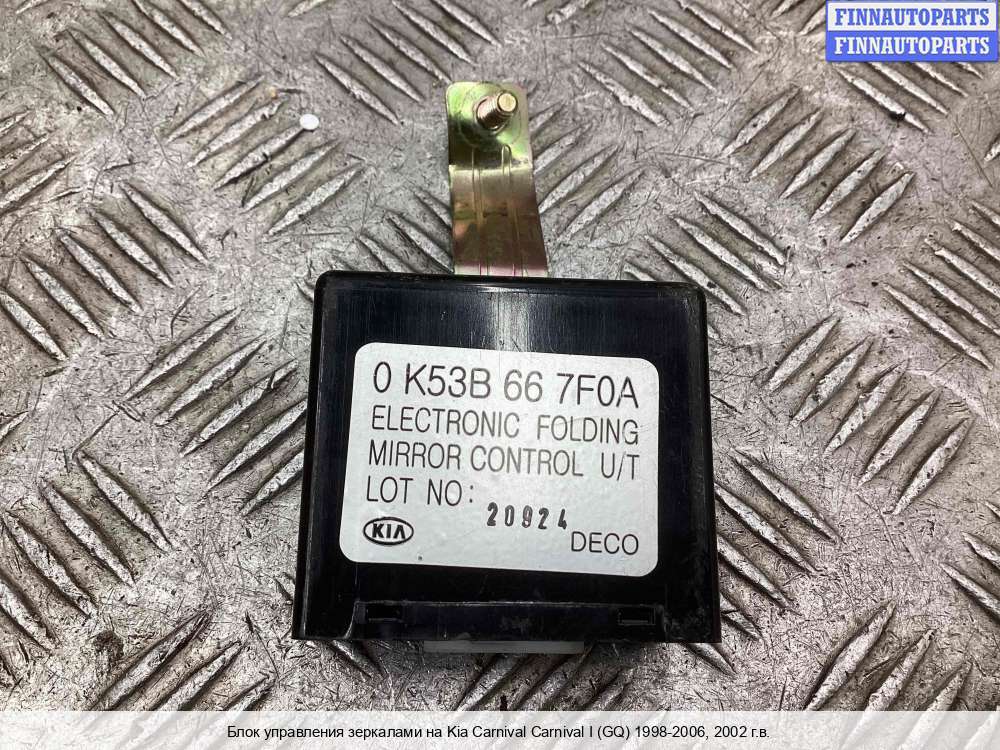 FINNAUTOPARTS
FINNAUTOPARTS
0 K53B 66 7F0A
ELECTRONIC FOLDING
MIRROR CONTROL U/T
LOT NO: 20924
KIA
DECO
Блок управления зеркалами на Kia Carnival Carnival I (GQ) 1998-2006, 2002 г.в.